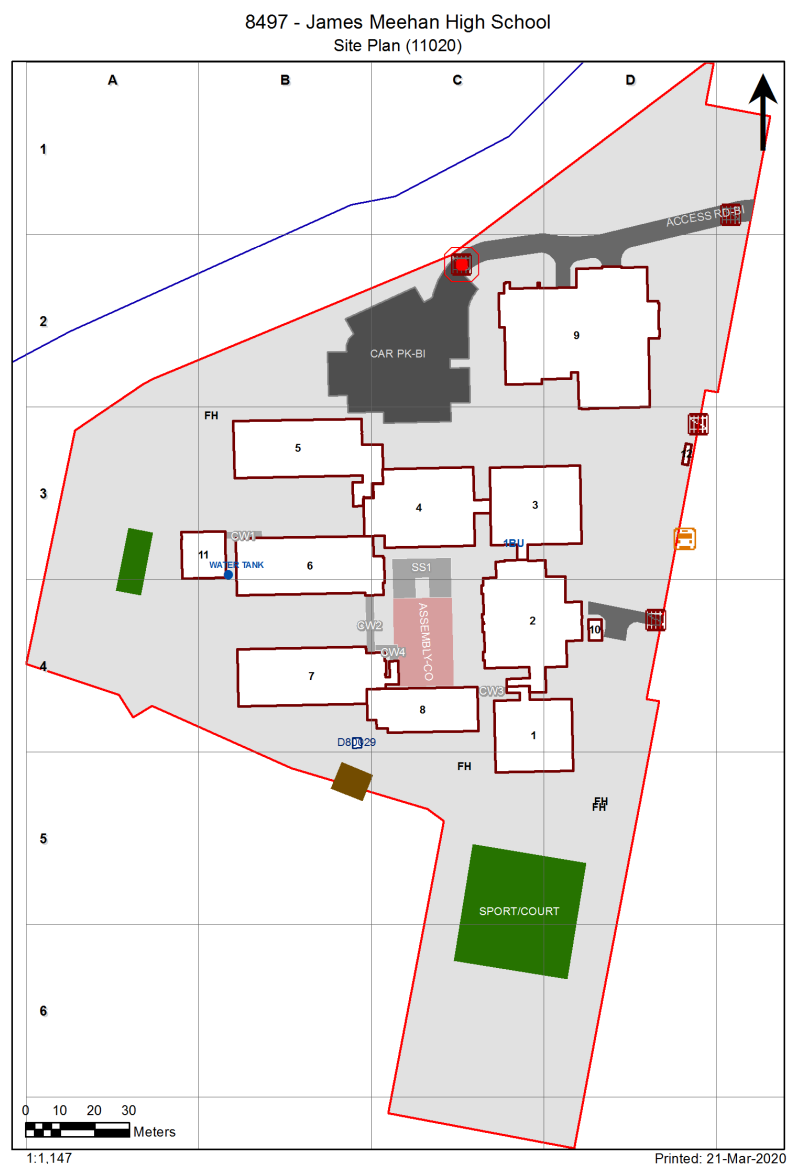 8497 - James Meehan High School
Site Plan (11020)
A B C D
1
ACCESS RD-BI
2
9
CAR PK-BI
FH
5
12
3
4
3
CW1
1BU
11
WATER TANK
6
SS1
2
CW2
ASSEMBLY-CO
10
CW4
4
7
CW3
8
1
D80029
FH
FH
FH
5
SPORT/COURT
6
0 10 20 30
Meters
1:1,147
Printed: 21-Mar-2020